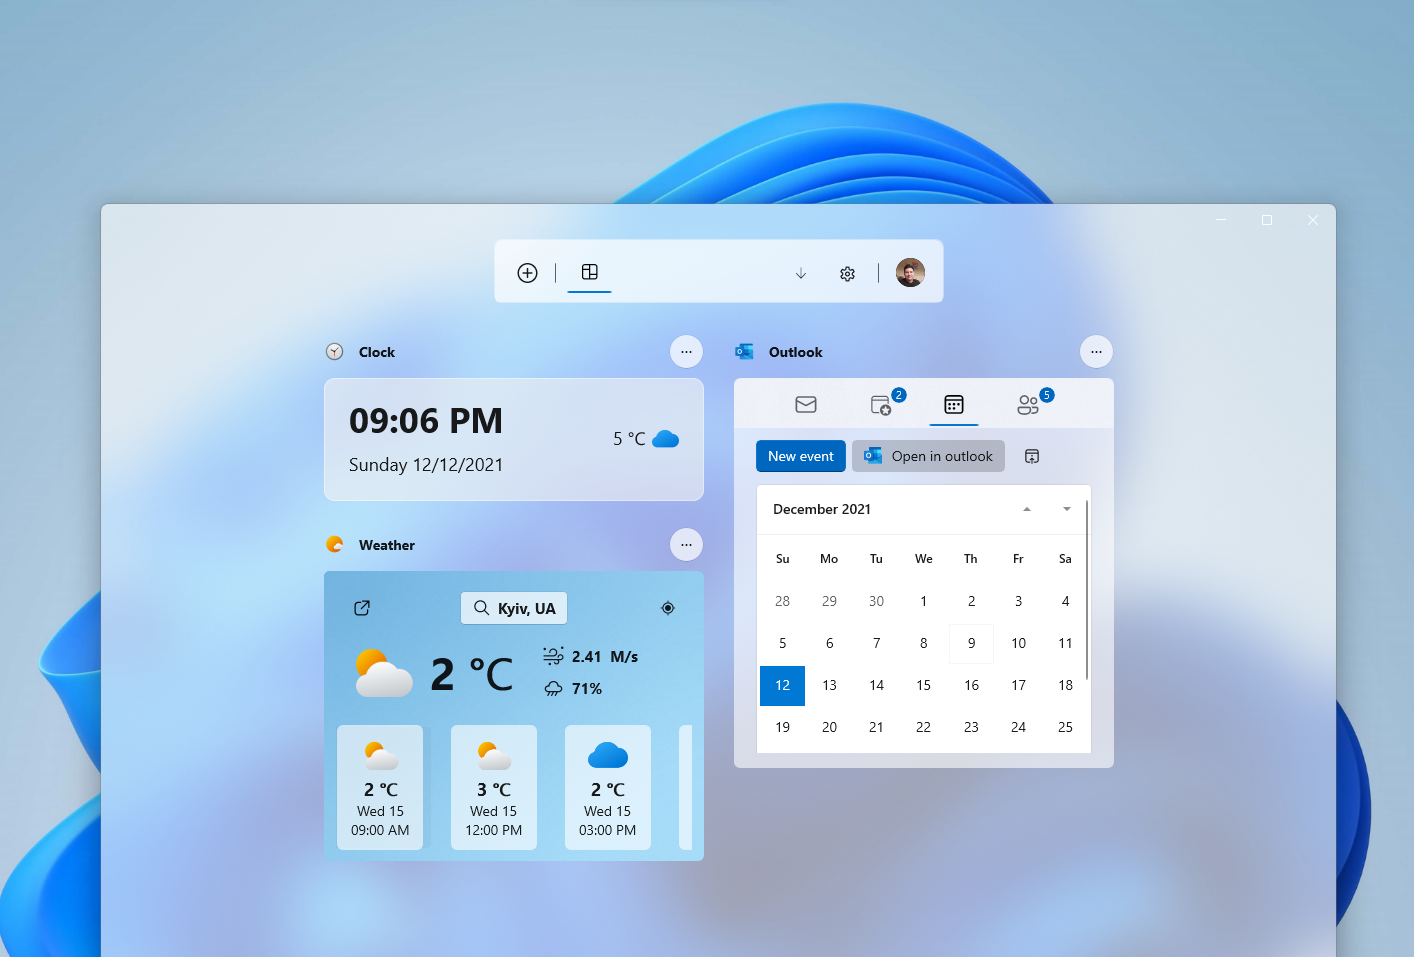 Clock
09:06 PM
Sunday 12/12/2021
5 °C
Weather
Kyiv, UA
2 °C
2.41 M/s
71%
2 °C
Wed 15
09:00 AM
3 °C
Wed 15
12:00 PM
2 °C
Wed 15
03:00 PM
Outlook
2
5
New event
Open in outlook
December 2021
Su Mo Tu We Th Fr Sa
28 29 30 1 2 3 4
5 6 7 8 9 10 11
12 13 14 15 16 17 18
19 20 21 22 23 24 25